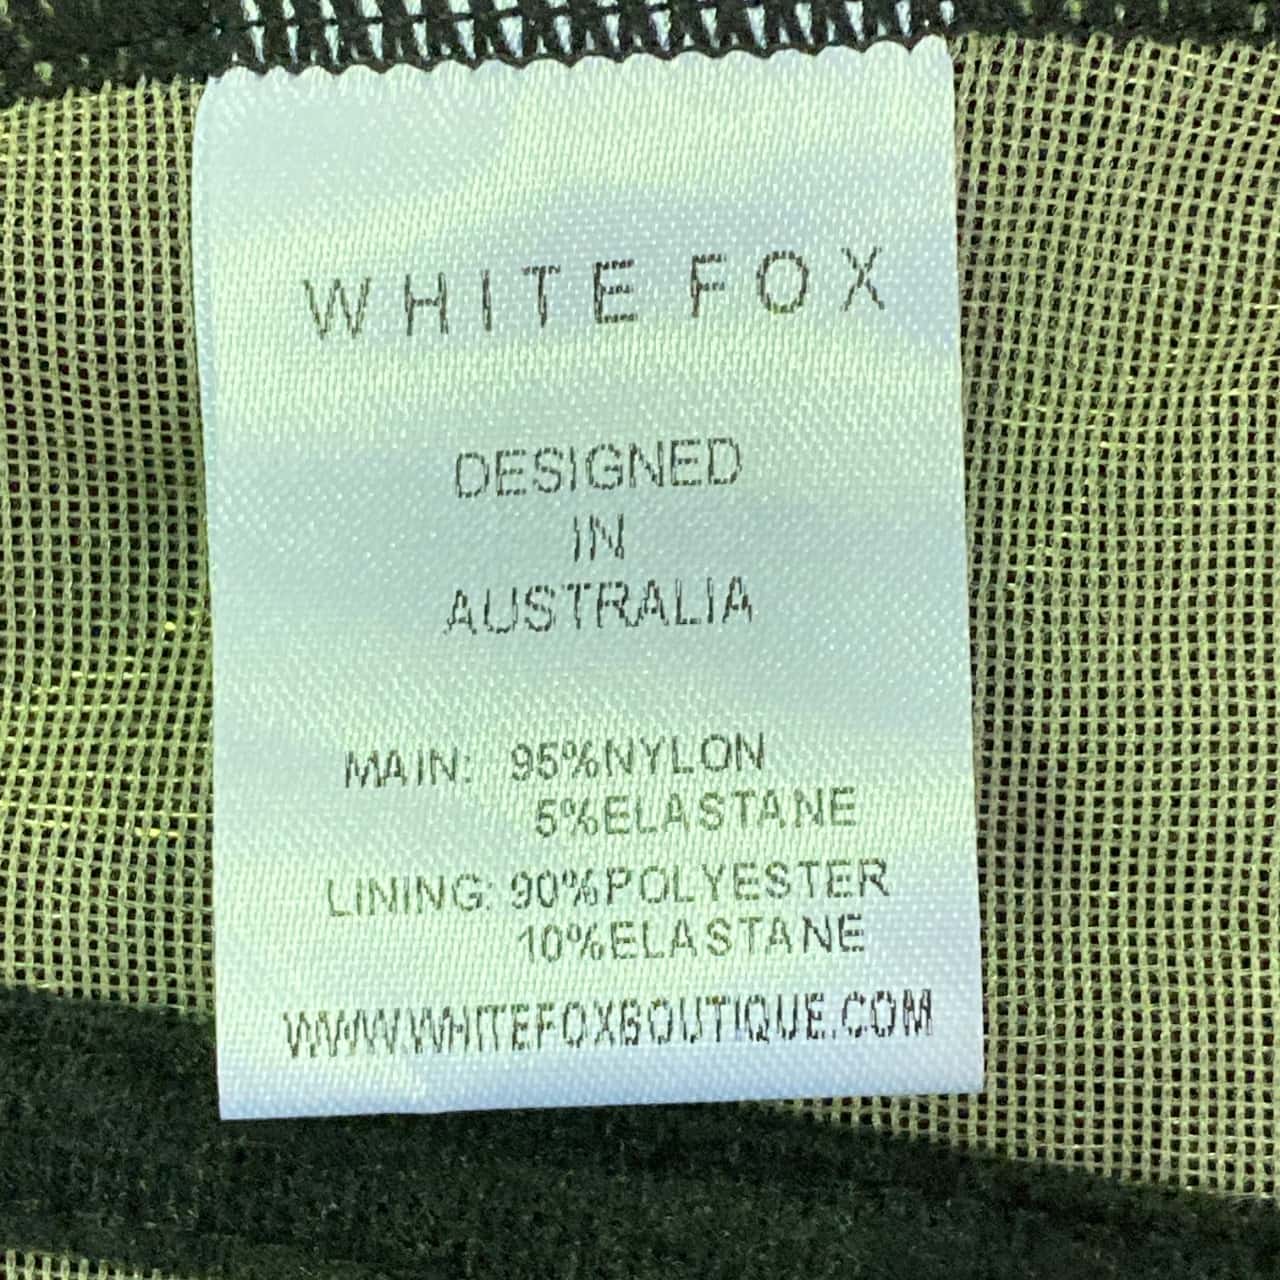 WHITE FOX
DESIGNED
IN
AUSTRALIA
MAIN: 95%NYLON
5%ELASTANE
LINING: 90%POLYESTER
10%ELASTANE
WWW.WHITEFOXBOUTIQUE.COM